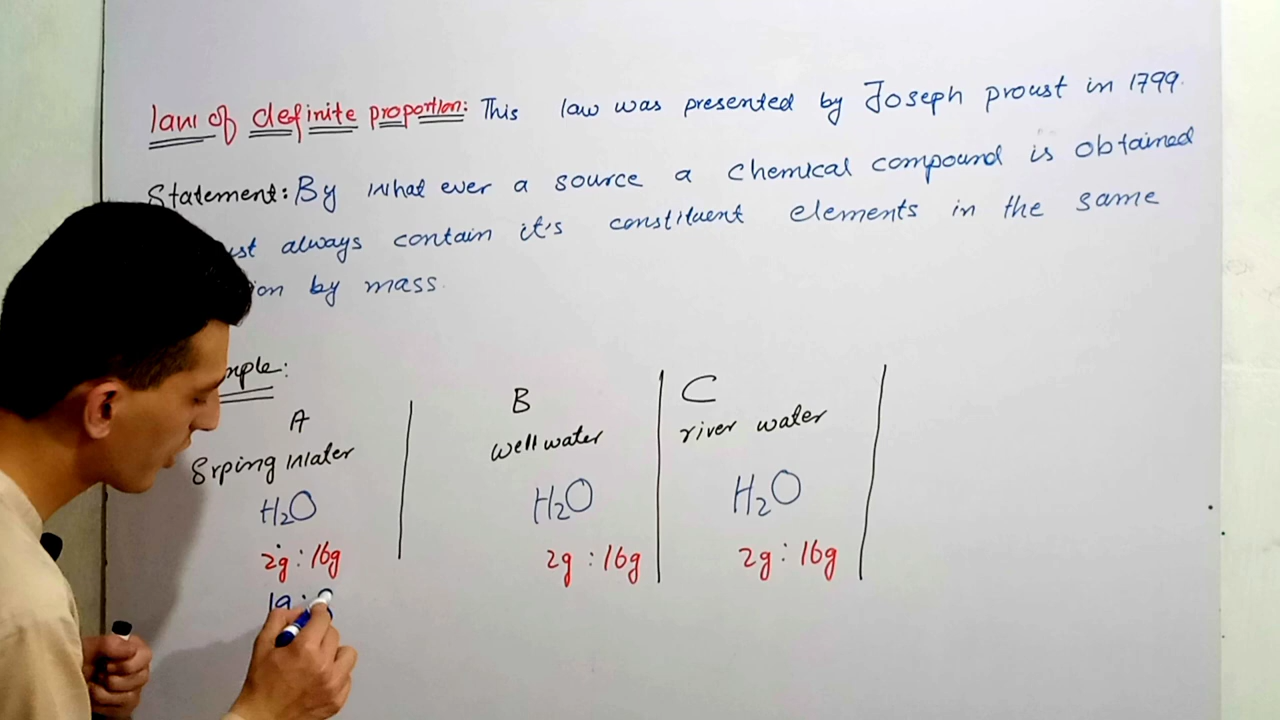 law of definite proportion: This law was presented by Joseph proust in 1799.
Statement: By what ever a source a chemical compound is obtained
always contain it's constituent elements in the same
by mass.
A
B
C
Srping water
well water
river water
H₂O
H₂O
H₂O
2g : 16g
2g : 16g
2g : 16g
1g :